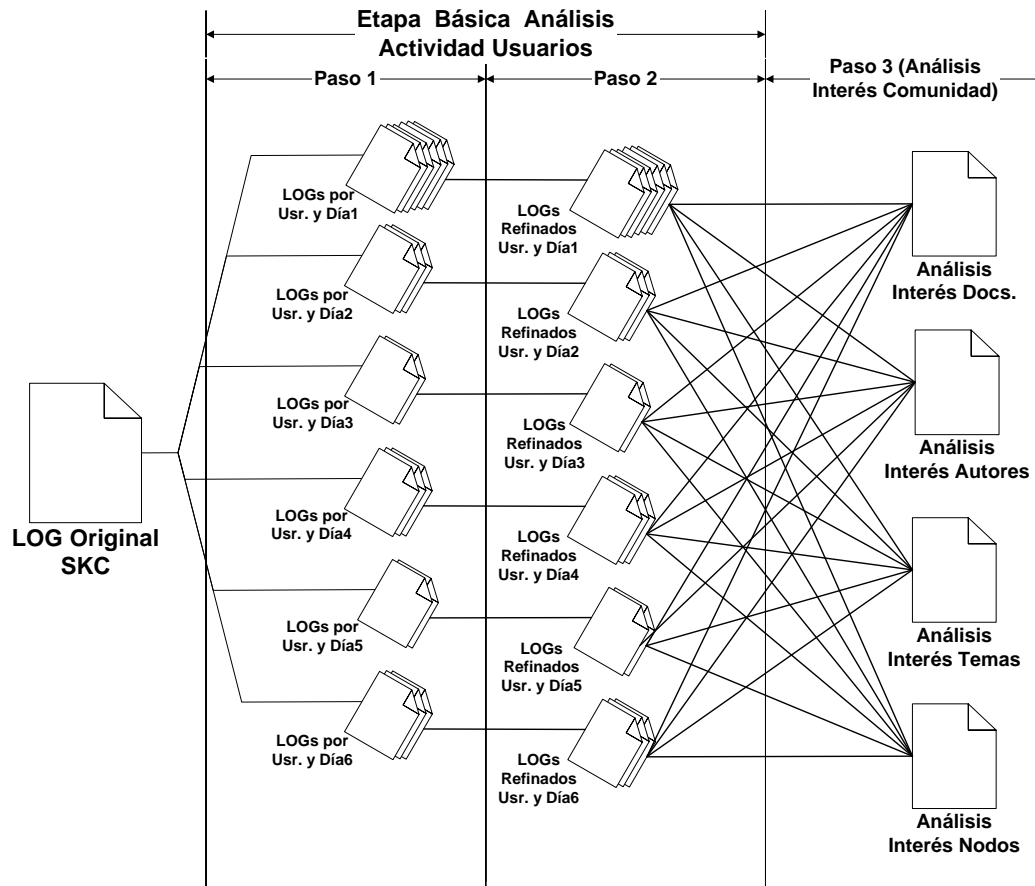 Etapa Básica Análisis
Actividad Usuarios
Paso 1
Paso 2
Paso 3 (Análisis
Interés Comunidad)
LOG Original
SKC
LOGs por
Usr. y Día1
LOGs por
Usr. y Día2
LOGs por
Usr. y Día3
LOGs por
Usr. y Día4
LOGs por
Usr. y Día5
LOGs por
Usr. y Día6
LOGs
Refinados
Usr. y Día1
LOGs
Refinados
Usr. y Día2
LOGs
Refinados
Usr. y Día3
LOGs
Refinados
Usr. y Día4
LOGs
Refinados
Usr. y Día5
LOGs
Refinados
Usr. y Día6
Análisis
Interés Docs.
Análisis
Interés Autores
Análisis
Interés Temas
Análisis
Interés Nodos